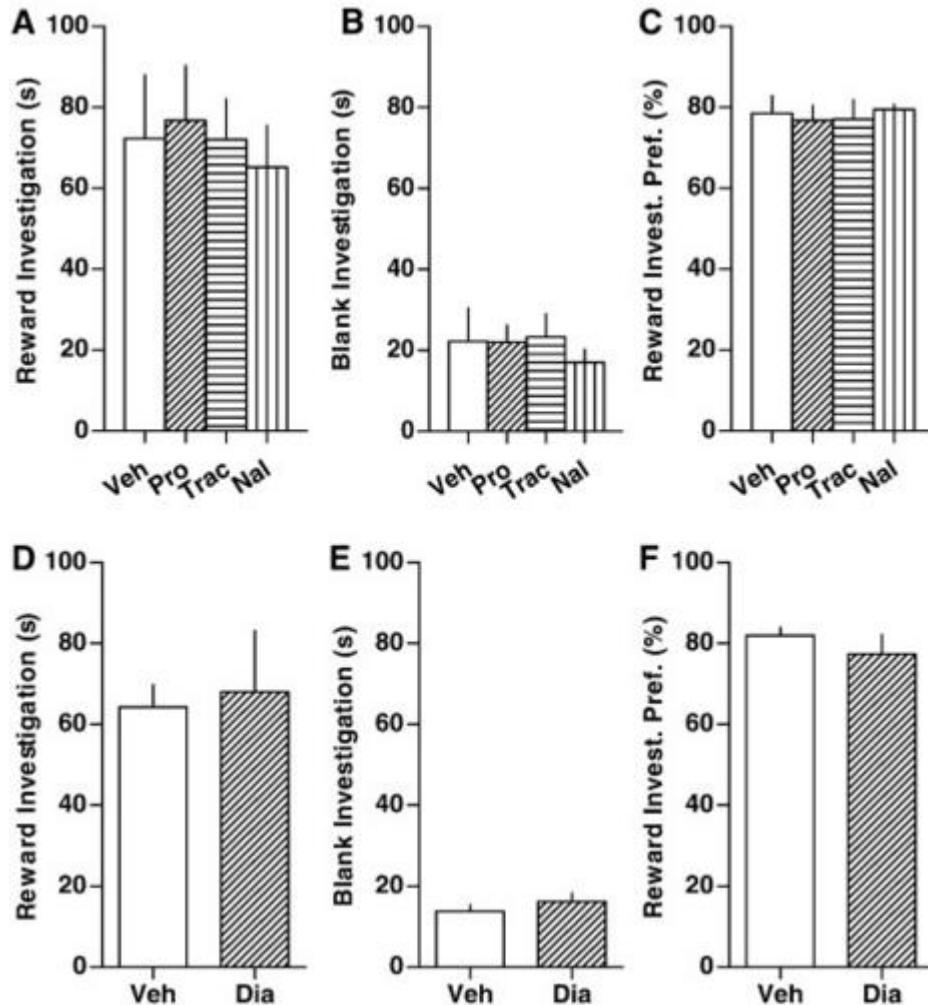 A
Reward Investigation (s)
100
80
60
40
20
0
Veh
Pro
Trac
Nal
B
Blank Investigation (s)
100
80
60
40
20
0
Veh
Pro
Trac
Nal
C
Reward Invest. Pref. (%)
100
80
60
40
20
0
Veh
Pro
Trac
Nal
D
Reward Investigation (s)
100
80
60
40
20
0
Veh
Dia
E
Blank Investigation (s)
100
80
60
40
20
0
Veh
Dia
F
Reward Invest. Pref. (%)
100
80
60
40
20
0
Veh
Dia